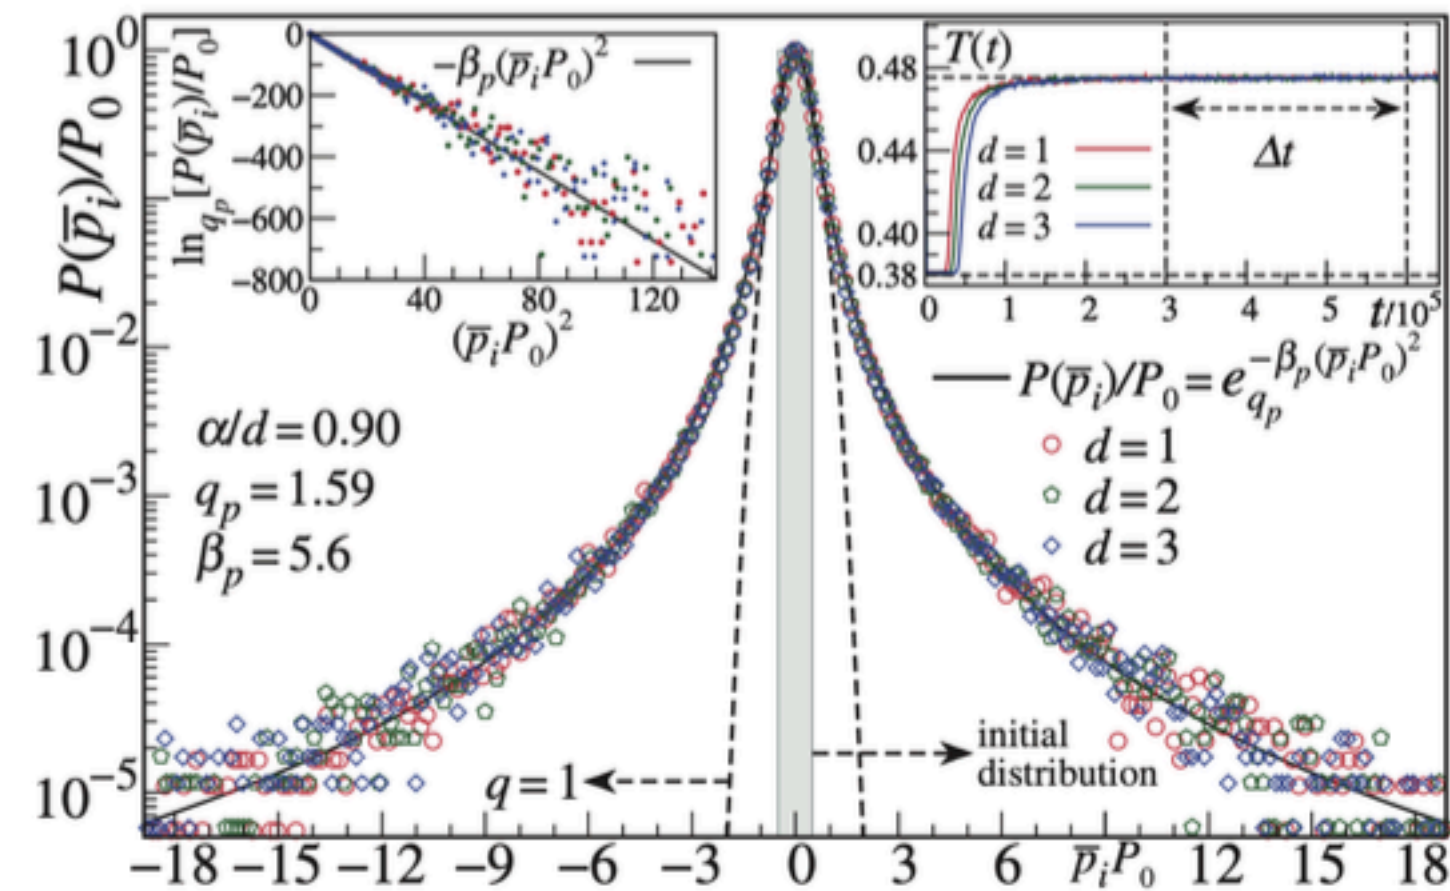 P(p̅ᵢ)/P₀
10⁰
10⁻²
10⁻³
10⁻⁴
10⁻⁵
ln_{q_p}[P(p̅ᵢ)/P₀]
0
−200
−400
−600
−800
−β_p(p̅ᵢP₀)²
0 40 80 120
(p̅ᵢP₀)²
T(t)
0.48
0.44
0.40
0.38
d = 1
d = 2
d = 3
Δt
0 1 2 3 4 5 t/10⁵
α/d = 0.90
q_p = 1.59
β_p = 5.6
P(p̅ᵢ)/P₀ = e_{q_p}^{−β_p(p̅ᵢP₀)²}
d = 1
d = 2
d = 3
q = 1
initial
distribution
−18 −15 −12 −9 −6 −3 0 3 6 p̅ᵢP₀ 12 15 18